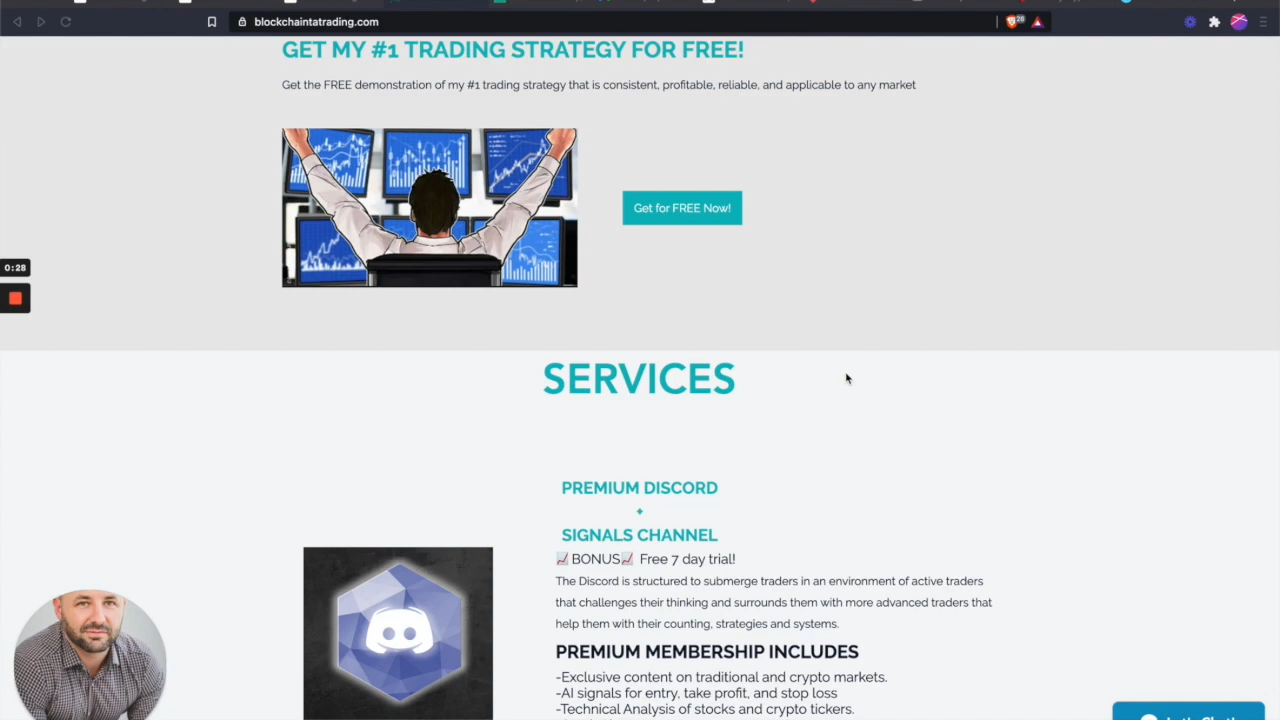 blockchaintatrading.com
28
GET MY #1 TRADING STRATEGY FOR FREE!
Get the FREE demonstration of my #1 trading strategy that is consistent, profitable, reliable, and applicable to any market
Get for FREE Now!
0:28
SERVICES
PREMIUM DISCORD
+
SIGNALS CHANNEL
📈BONUS📈 Free 7 day trial!
The Discord is structured to submerge traders in an environment of active traders
that challenges their thinking and surrounds them with more advanced traders that
help them with their counting, strategies and systems.
PREMIUM MEMBERSHIP INCLUDES
-Exclusive content on traditional and crypto markets.
-AI signals for entry, take profit, and stop loss
-Technical Analysis of stocks and crypto tickers.